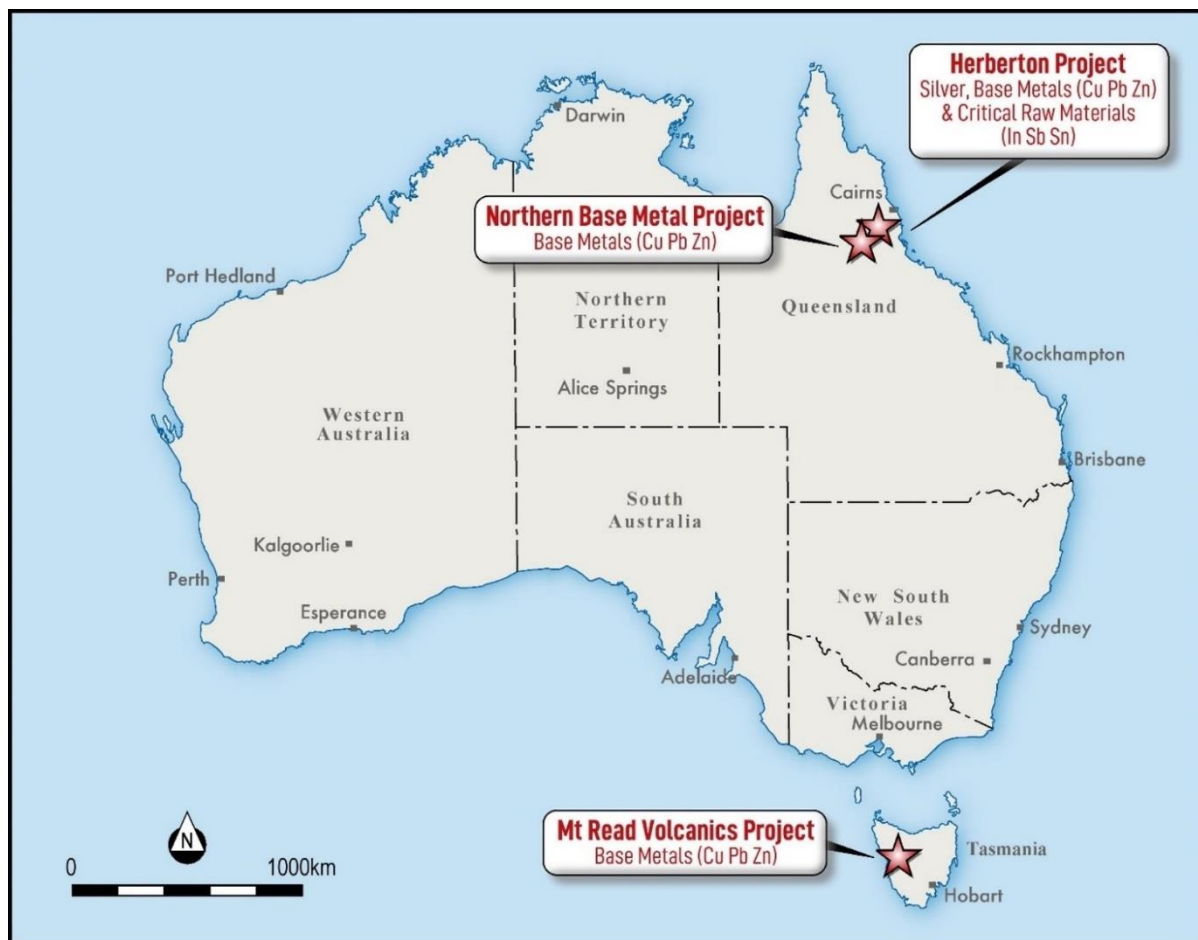 Herberton Project
Silver, Base Metals (Cu Pb Zn)
& Critical Raw Materials
(In Sb Sn)
Darwin
Cairns
Northern Base Metal Project
Base Metals (Cu Pb Zn)
Port Hedland
Northern
Territory
Queensland
Rockhampton
Alice Springs
Western
Australia
Brisbane
South
Australia
Kalgoorlie
Perth
Esperance
New South
Wales
Sydney
Canberra
Adelaide
Victoria
Melbourne
Mt Read Volcanics Project
Base Metals (Cu Pb Zn)
Tasmania
Hobart
N
0 1000km